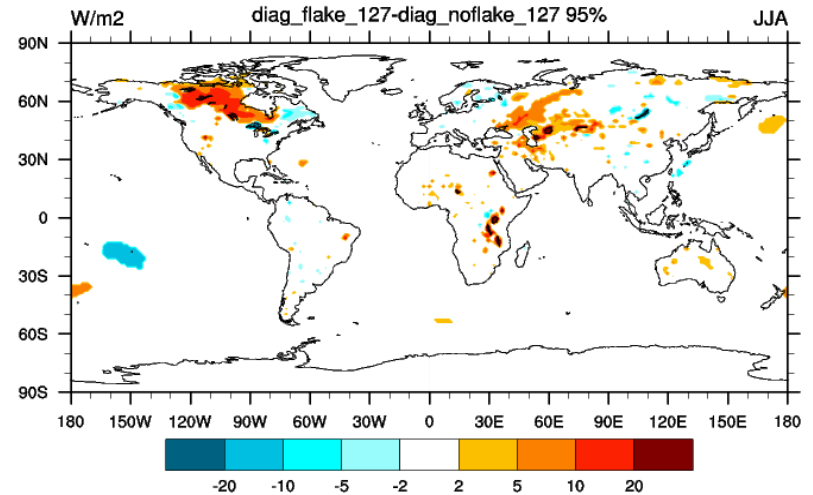 W/m2 diag_flake_127-diag_noflake_127 95% JJA
90N
60N
30N
0
30S
60S
90S
180 150W 120W 90W 60W 30W 0 30E 60E 90E 120E 150E 180
-20 -10 -5 -2 2 5 10 20